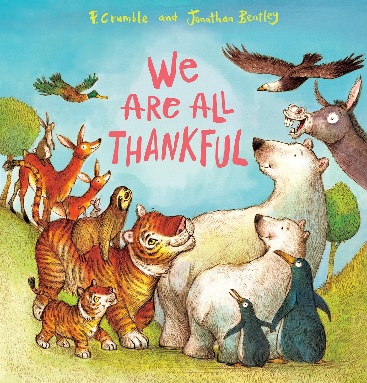 P. Crumble and Jonathan Bentley
We
ARE ALL
THANKFUL